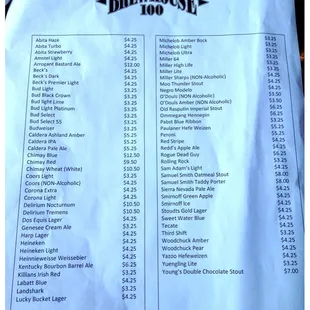 BREWHOUSE
100
Abita Haze $4.25
Abita Turbo $4.25
Abita Strawberry $4.25
Amstel Light $4.25
Arrogant Bastard Ale
Beck's $4.25
Beck's Dark $4.25
Beck's Premier Light $4.25
Bud Light $3.25
Bud Black Crown $3.25
Bud light Lime $3.25
Bud Light Platinum $3.25
Bud Select $3.25
Bud Select 55 $3.25
Budweiser $3.25
Caldera Ashland Amber $5.25
Caldera IPA $5.25
Caldera Pale Ale $5.25
Chimay Blue $12.50
Chimay Red $9.50
Chimay Wheat (White) $10.50
Coors Light $3.25
Coors (NON-Alcoholic) $4.25
Corona Extra $4.25
Corona Light $4.25
Delirium Nocturnum $10.50
Delirium Tremens $10.50
Dos Equis Lager $4.25
Genesee Cream Ale $3.25
Harp Lager $4.25
Heineken $4.25
Heineken Light $4.25
Heinnieweisse Weissebier $4.25
Kentucky Bourbon Barrel Ale $6.25
Killians Irish Red $3.25
Labatt Blue $4.25
Landshark $3.25
Lucky Bucket Lager $4.25
Michelob Amber Bock $3.25
Michelob Light $3.25
Michelob Ultra $3.25
Miller 64 $3.25
Miller High Life $3.25
Miller Lite $3.25
Miller Sharps (NON-Alcoholic) $3.25
Moo Thunder Stout $4.25
Negro Modelo $4.25
O'Douls (NON Alcoholic) $3.50
O'Douls Amber (NON-Alcoholic) $3.50
Old Rasputin Imperial Stout
Ommegang Hennepin
Pabst Blue Ribbon
Paulaner Hefe Weizen
Peroni $4.25
Red Stripe $4.25
Redd's Apple Ale $4.25
Rogue Dead Guy $6.25
Rolling Rock $3.25
Sam Adam's Light $4.25
Samuel Smith Oatmeal Stout $8.00
Samuel Smith Taddy Porter $8.00
Sierra Nevada Pale Ale $4.25
Smirnoff Green Apple $4.25
Smirnoff Ice $4.25
Stoudts Gold Lager $4.25
Sweet Water Blue $4.25
Tecate $4.25
Third Shift $3.25
Woodchuck Amber $4.25
Woodchuck Pear $4.25
Yazoo Hefeweizen $4.25
Yuengling Lite $3.25
Young's Double Chocolate Stout $7.00